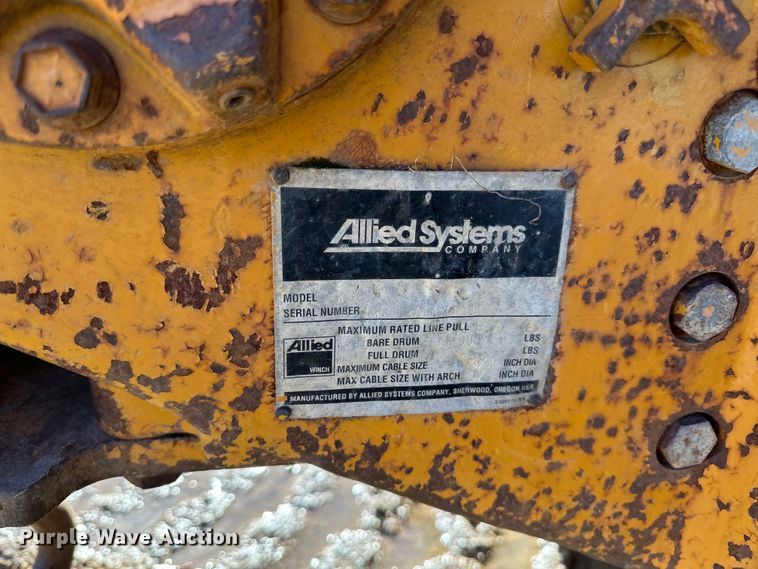 Allied Systems
COMPANY
MODEL
SERIAL NUMBER
MAXIMUM RATED LINE PULL
BARE DRUM LBS
FULL DRUM LBS
MAXIMUM CABLE SIZE INCH DIA
MAX CABLE SIZE WITH ARCH INCH DIA
Allied
WINCH
MANUFACTURED BY ALLIED SYSTEMS COMPANY, SHERWOOD, OREGON USA
Purple Wave Auction